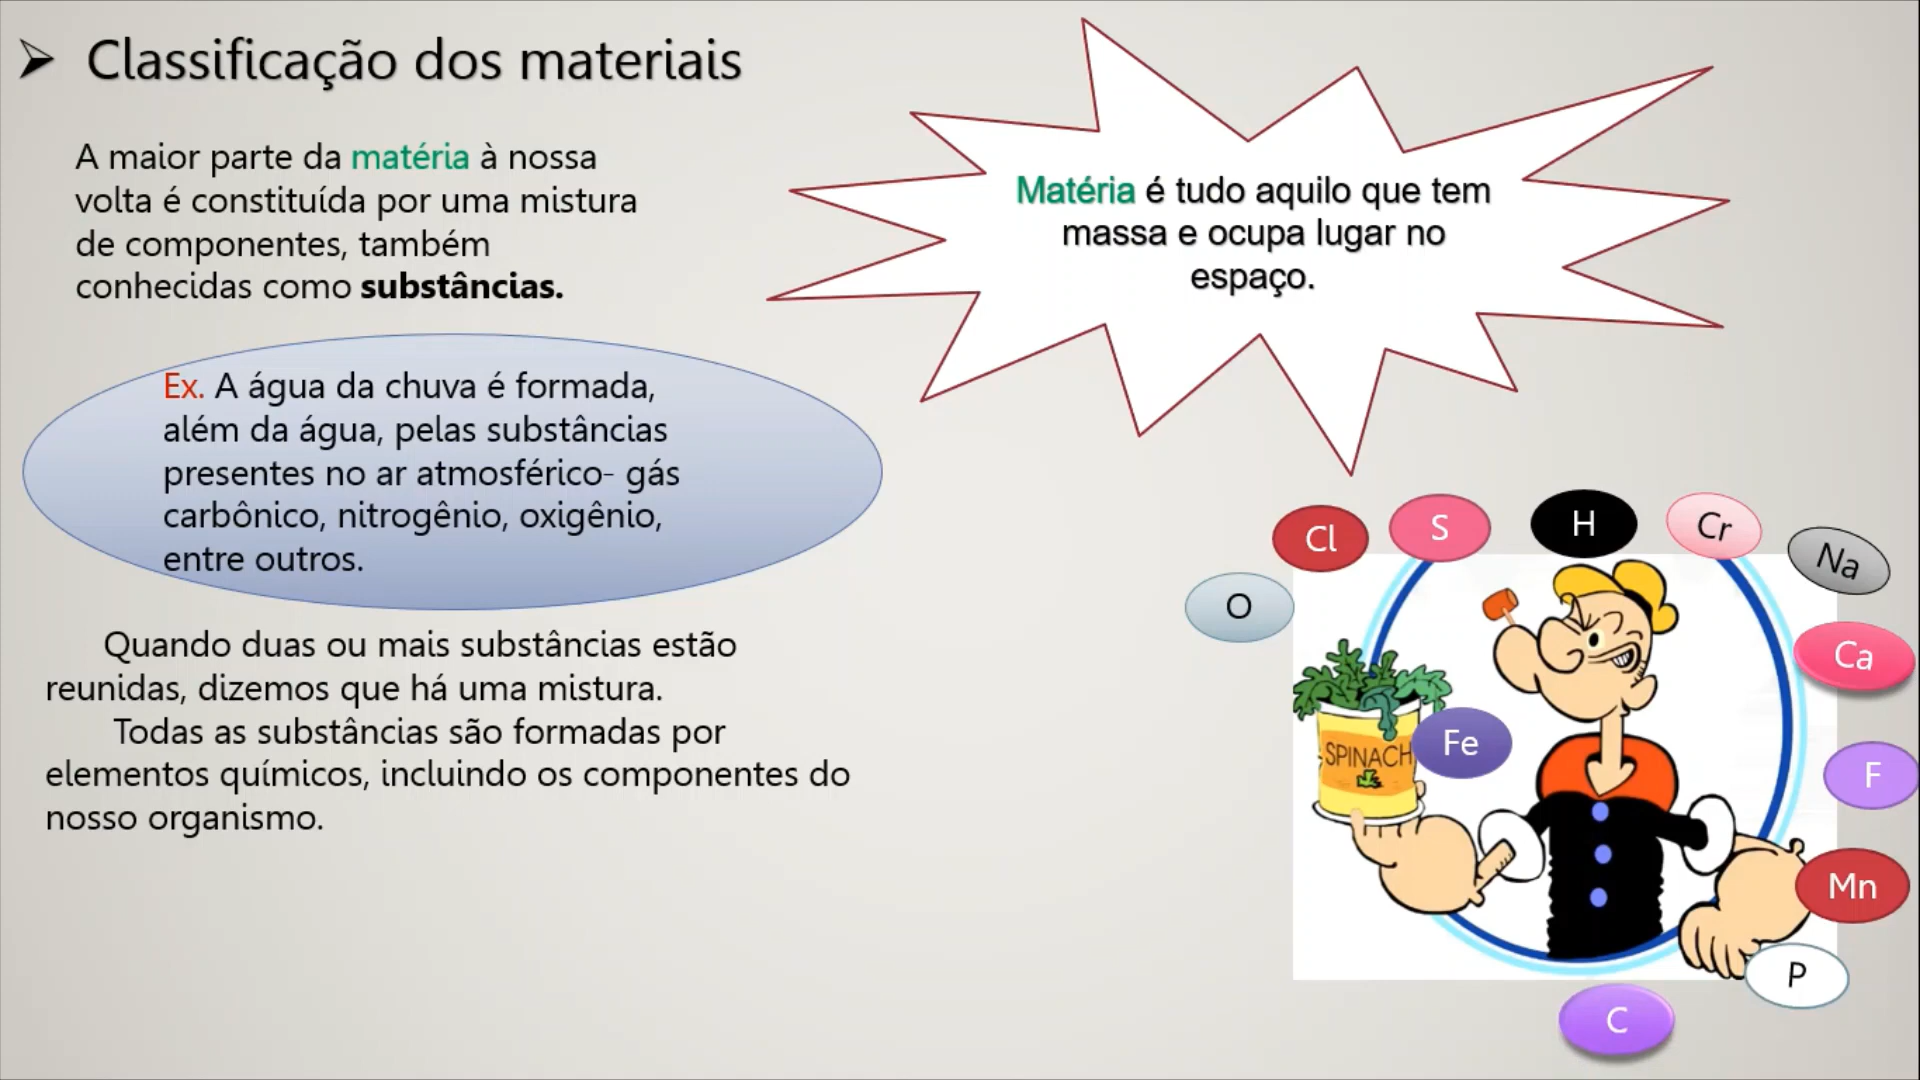 Classificação dos materiais
A maior parte da matéria à nossa
volta é constituída por uma mistura
de componentes, também
conhecidas como substâncias.
Matéria é tudo aquilo que tem
massa e ocupa lugar no
espaço.
Ex. A água da chuva é formada,
além da água, pelas substâncias
presentes no ar atmosférico- gás
carbônico, nitrogênio, oxigênio,
entre outros.
Quando duas ou mais substâncias estão
reunidas, dizemos que há uma mistura.
Todas as substâncias são formadas por
elementos químicos, incluindo os componentes do
nosso organismo.
O
Cl
S
H
Cr
Na
Ca
F
Mn
P
C
Fe
SPINACH